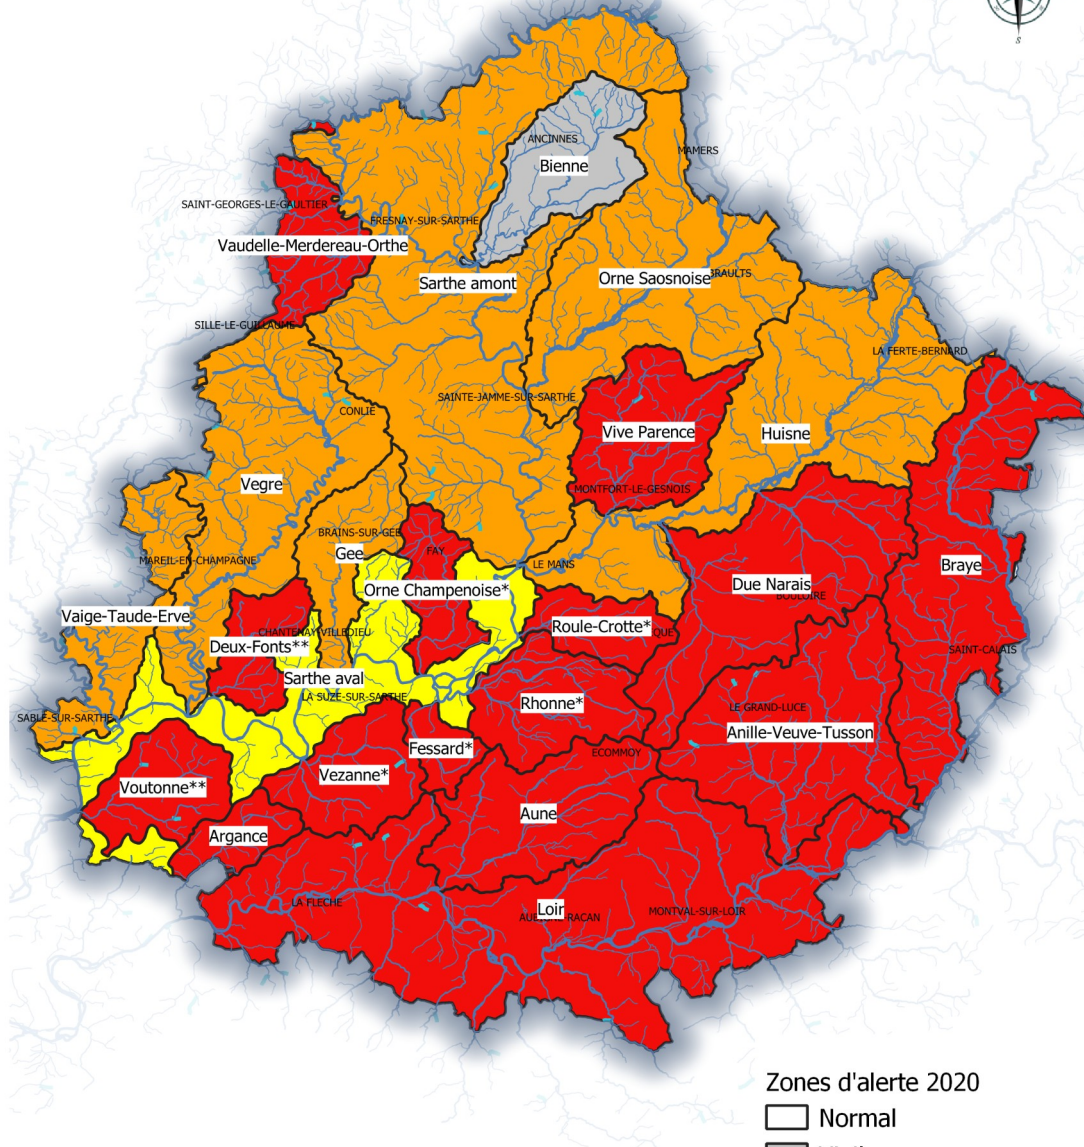 S
ANCINNES
Bienne
MAMERS
SAINT-GEORGES-LE-GAULTIER
FRESNAY-SUR-SARTHE
Vaudelle-Merdereau-Orthe
Sarthe amont
Orne Saosnoise
SILLE-LE-GUILLAUME
LA FERTE-BERNARD
SAINTE-JAMME-SUR-SARTHE
CONLIE
Vive Parence
Huisne
Vegre
MONTFORT-LE-GESNOIS
BRAINS-SUR-GEE
Gee
FAY
MAREIL-EN-CHAMPAGNE
LE MANS
Braye
Orne Champenoise*
Due Narais
BOULOIRE
Vaige-Taude-Erve
CHANTENAY-VILLEDIEU
Roule-Crotte*
Deux-Fonts**
SAINT-CALAIS
Sarthe aval
LA SUZE-SUR-SARTHE
Rhonne*
LE GRAND-LUCE
SABLE-SUR-SARTHE
Anille-Veuve-Tusson
Fessard*
ECOMMOY
Vezanne*
Voutonne**
Aune
Argance
LA FLECHE
Loir
MONTVAL-SUR-LOIR
Zones d'alerte 2020
Normal